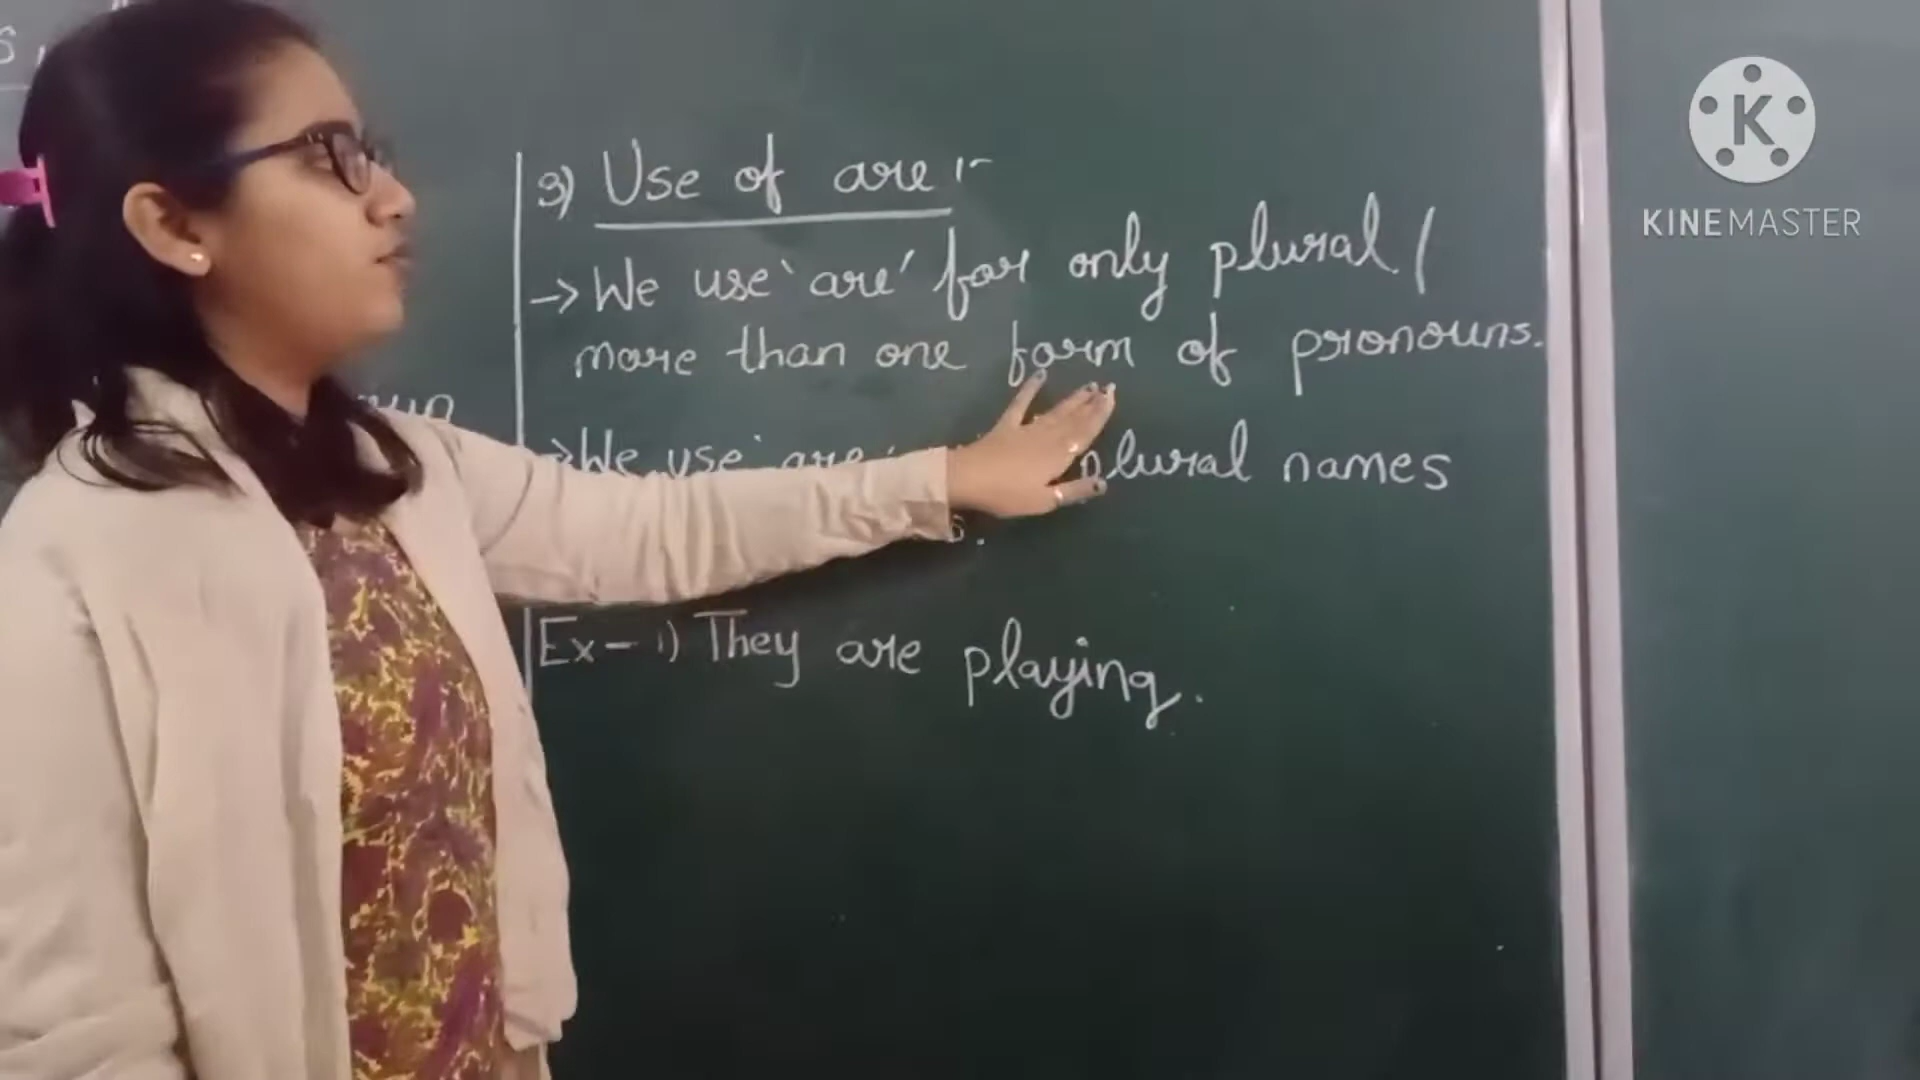 3) Use of are :-
→ We use 'are' for only plural /
more than one form of pronouns.
→ We use 'are' plural names
Ex - 1) They are playing.
K
KINEMASTER